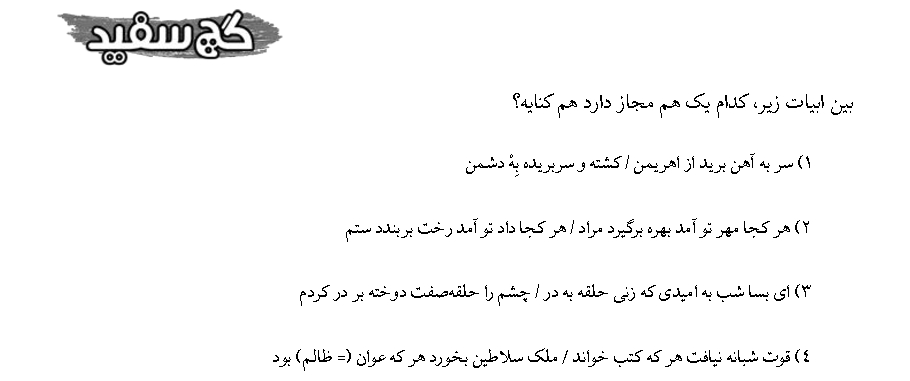 گچ سفید
بین ابیات زیر، کدام یک هم مجاز دارد هم کنایه؟
۱) سر به آهن برید از اهریمن / کشته و سربریده بِهْ دشمن
۲) هر کجا مهر تو آمد بهره برگیرد مراد / هر کجا داد تو آمد رخت بربندد ستم
۳) ای بسا شب به امیدی که زنی حلقه به در / چشم را حلقه‌صفت دوخته بر در کردم
۴) قوت شبانه نیافت هر که کتب خواند / ملک سلاطین بخورد هر که عوان (= ظالم) بود